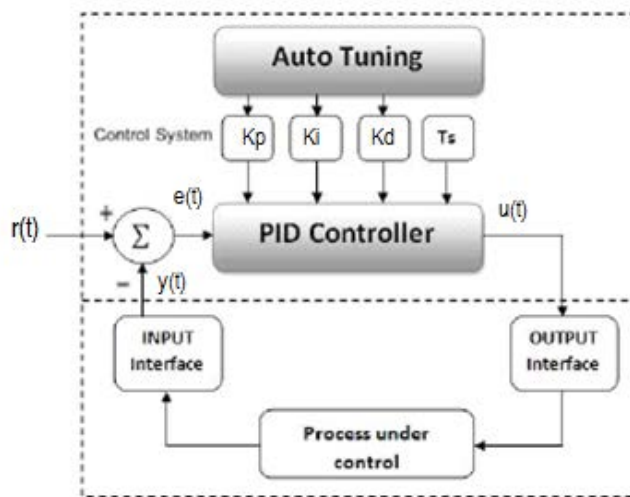 Auto Tuning
Control System
Kp
Ki
Kd
Ts
e(t)
u(t)
r(t)
+
Σ
PID Controller
−
y(t)
INPUT
Interface
OUTPUT
Interface
Process under
control